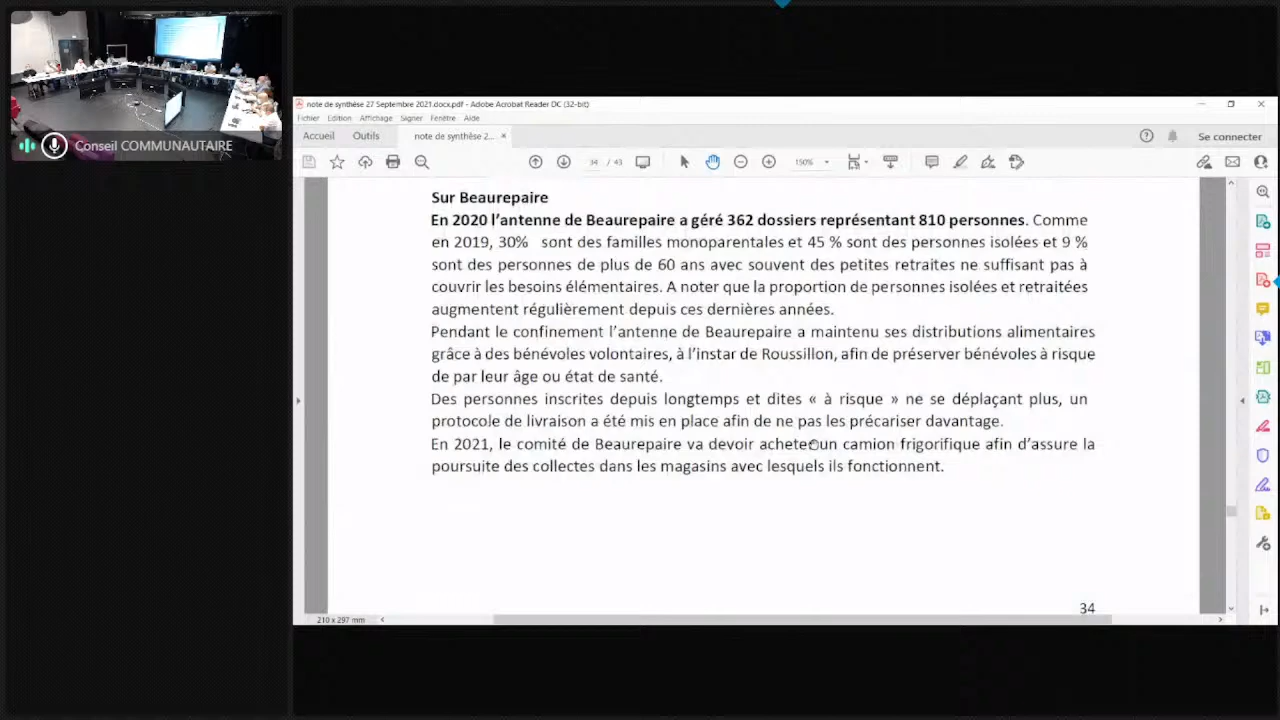 Conseil COMMUNAUTAIRE
note de synthèse 27 Septembre 2021.docx.pdf - Adobe Acrobat Reader DC (32-bit)
Fichier Edition Affichage Signer Fenêtre Aide
Accueil Outils note de synthèse 2... × Se connecter
34 / 43 150%
Sur Beaurepaire
En 2020 l’antenne de Beaurepaire a géré 362 dossiers représentant 810 personnes. Comme
en 2019, 30% sont des familles monoparentales et 45 % sont des personnes isolées et 9 %
sont des personnes de plus de 60 ans avec souvent des petites retraites ne suffisant pas à
couvrir les besoins élémentaires. A noter que la proportion de personnes isolées et retraitées
augmentent régulièrement depuis ces dernières années.
Pendant le confinement l’antenne de Beaurepaire a maintenu ses distributions alimentaires
grâce à des bénévoles volontaires, à l’instar de Roussillon, afin de préserver bénévoles à risque
de par leur âge ou état de santé.
Des personnes inscrites depuis longtemps et dites « à risque » ne se déplaçant plus, un
protocole de livraison a été mis en place afin de ne pas les précariser davantage.
En 2021, le comité de Beaurepaire va devoir acheter un camion frigorifique afin d’assure la
poursuite des collectes dans les magasins avec lesquels ils fonctionnent.
34
210 x 297 mm